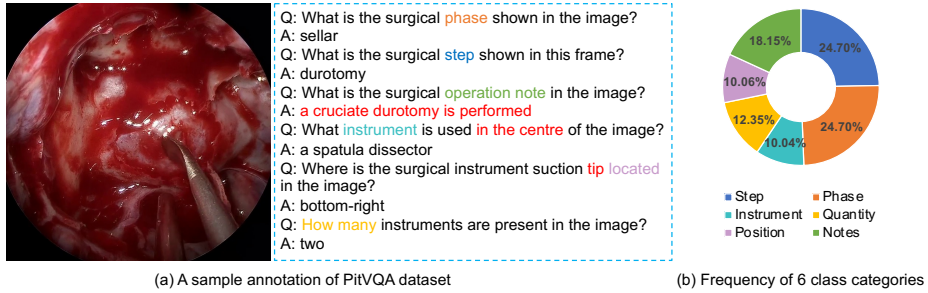 Q: What is the surgical phase shown in the image?
A: sellar
Q: What is the surgical step shown in this frame?
A: durotomy
Q: What is the surgical operation note in the image?
A: a cruciate durotomy is performed
Q: What instrument is used in the centre of the image?
A: a spatula dissector
Q: Where is the surgical instrument suction tip located
in the image?
A: bottom-right
Q: How many instruments are present in the image?
A: two
(a) A sample annotation of PitVQA dataset
18.15%
24.70%
10.06%
12.35%
10.04%
24.70%
Step Phase
Instrument Quantity
Position Notes
(b) Frequency of 6 class categories